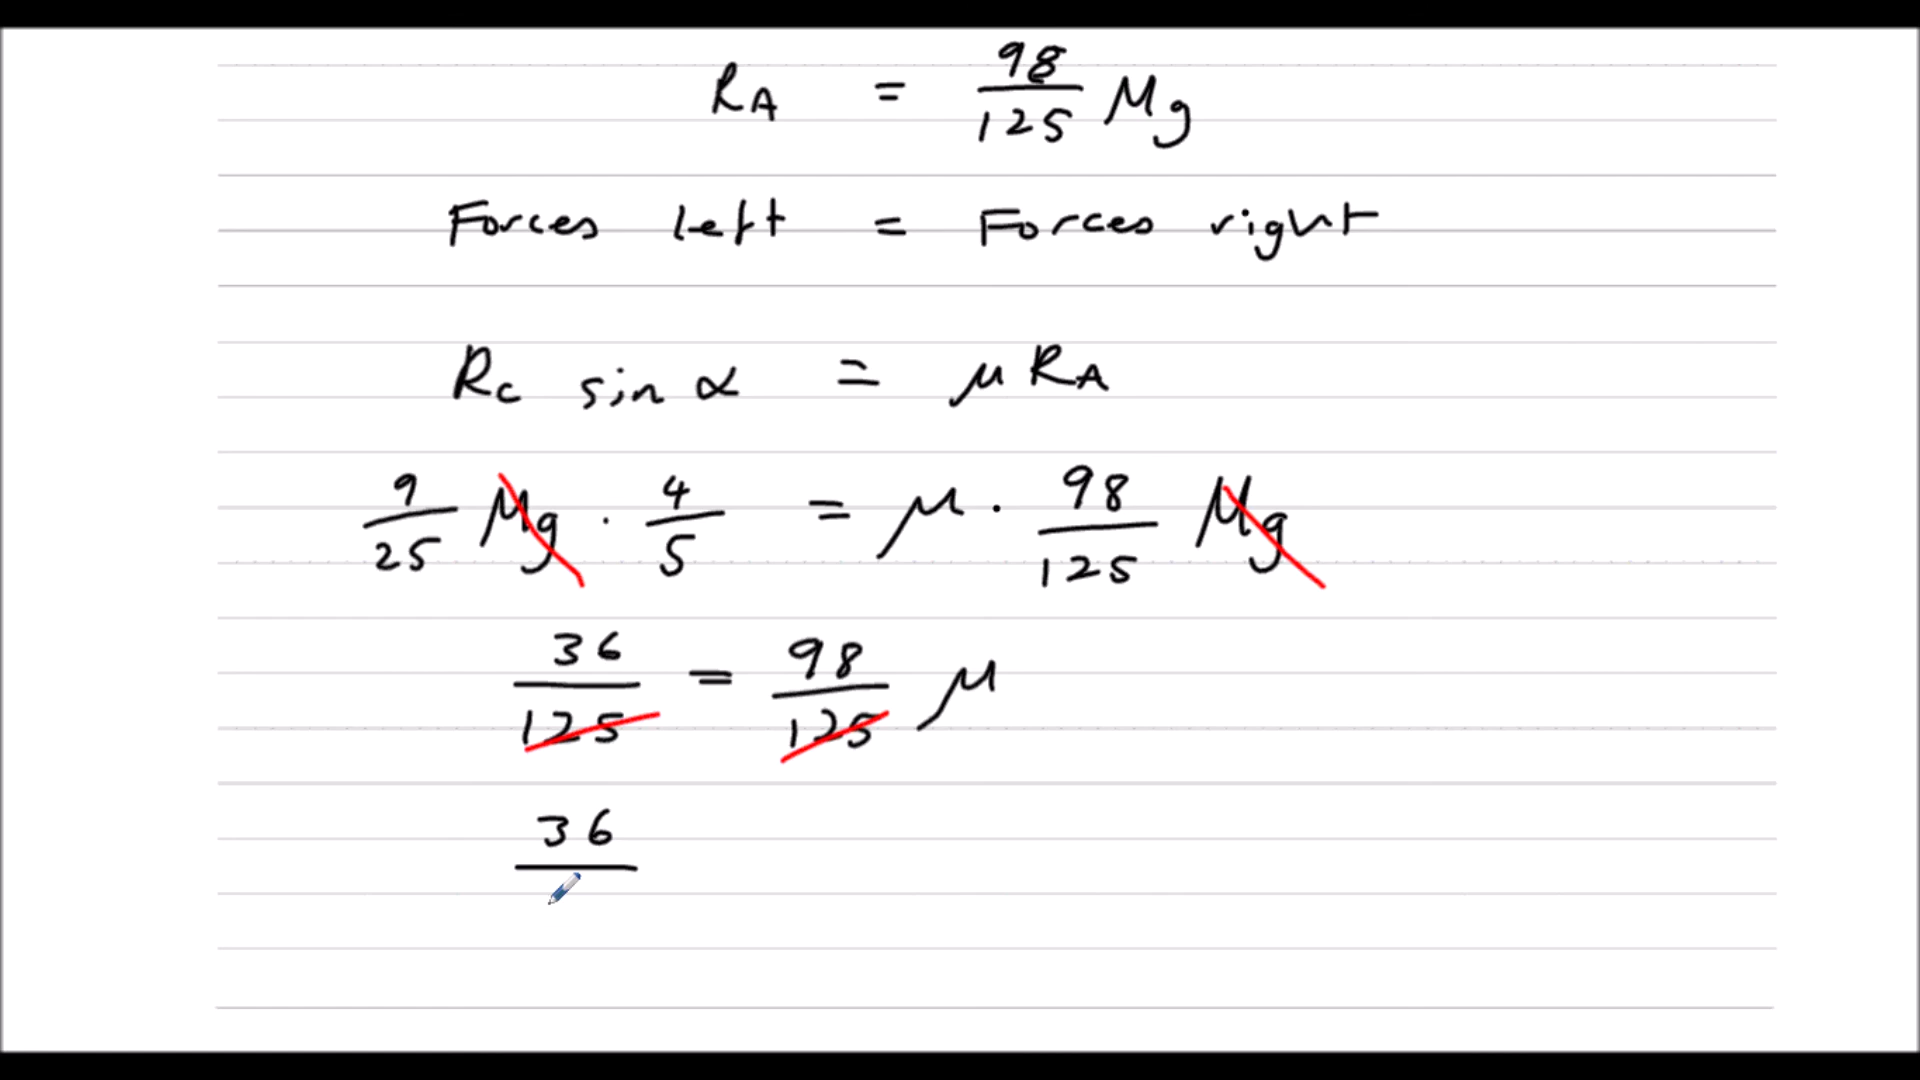 R_A = 98/125 Mg
Forces left = Forces right
R_C sin α = μ R_A
9/25 Mg · 4/5 = μ · 98/125 Mg
36/125 = 98/125 μ
36